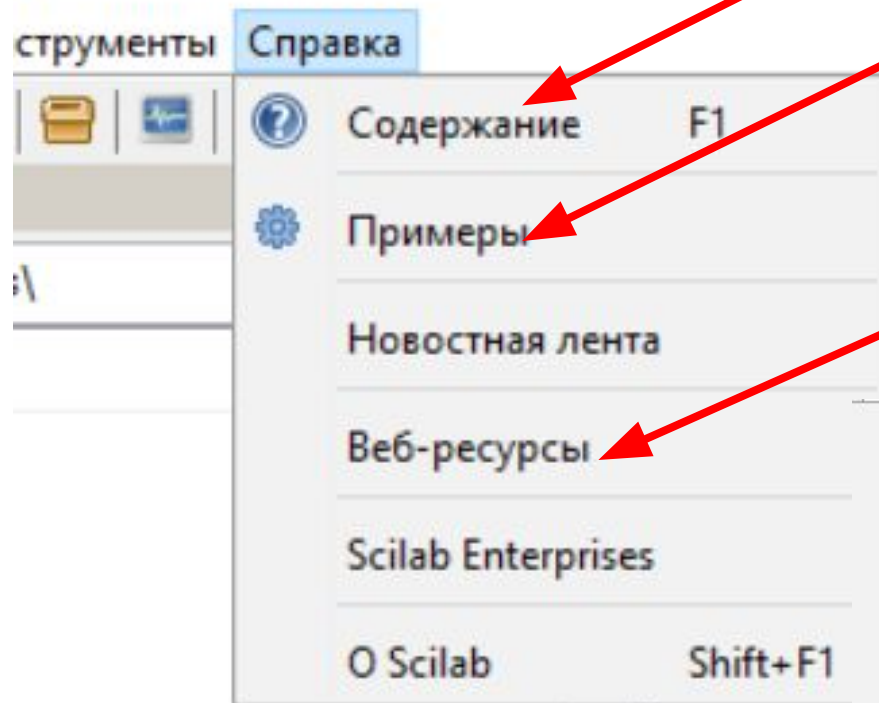 струменты Справка
Содержание F1
Примеры
s\
Новостная лента
Веб-ресурсы
Scilab Enterprises
О Scilab Shift+F1